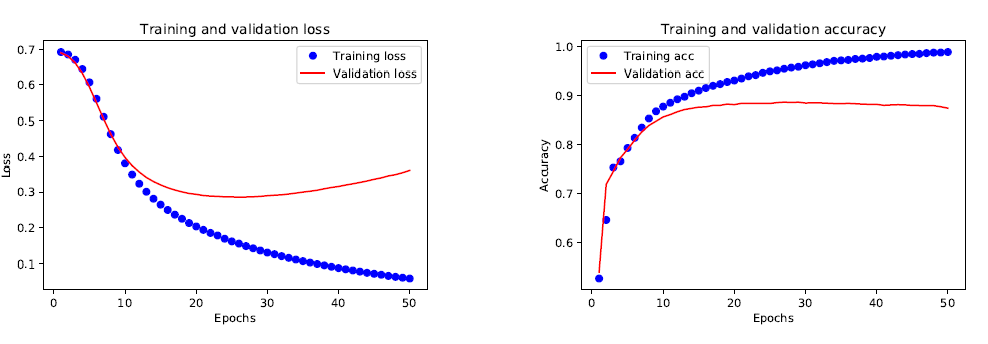 Training and validation loss
0.7
0.6
0.5
0.4
0.3
0.2
0.1
Loss
Training loss
Validation loss
0 10 20 30 40 50
Epochs
Training and validation accuracy
1.0
0.9
0.8
0.7
0.6
Accuracy
Training acc
Validation acc
0 10 20 30 40 50
Epochs